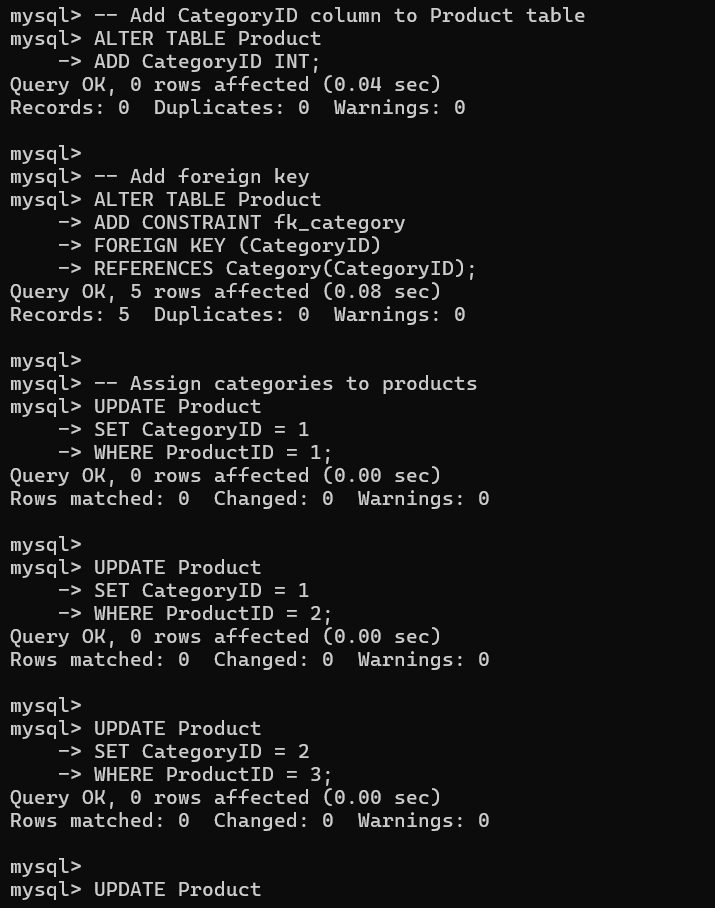 mysql> -- Add CategoryID column to Product table
mysql> ALTER TABLE Product
    -> ADD CategoryID INT;
Query OK, 0 rows affected (0.04 sec)
Records: 0  Duplicates: 0  Warnings: 0

mysql>
mysql> -- Add foreign key
mysql> ALTER TABLE Product
    -> ADD CONSTRAINT fk_category
    -> FOREIGN KEY (CategoryID)
    -> REFERENCES Category(CategoryID);
Query OK, 5 rows affected (0.08 sec)
Records: 5  Duplicates: 0  Warnings: 0

mysql>
mysql> -- Assign categories to products
mysql> UPDATE Product
    -> SET CategoryID = 1
    -> WHERE ProductID = 1;
Query OK, 0 rows affected (0.00 sec)
Rows matched: 0  Changed: 0  Warnings: 0

mysql>
mysql> UPDATE Product
    -> SET CategoryID = 1
    -> WHERE ProductID = 2;
Query OK, 0 rows affected (0.00 sec)
Rows matched: 0  Changed: 0  Warnings: 0

mysql>
mysql> UPDATE Product
    -> SET CategoryID = 2
    -> WHERE ProductID = 3;
Query OK, 0 rows affected (0.00 sec)
Rows matched: 0  Changed: 0  Warnings: 0

mysql>
mysql> UPDATE Product